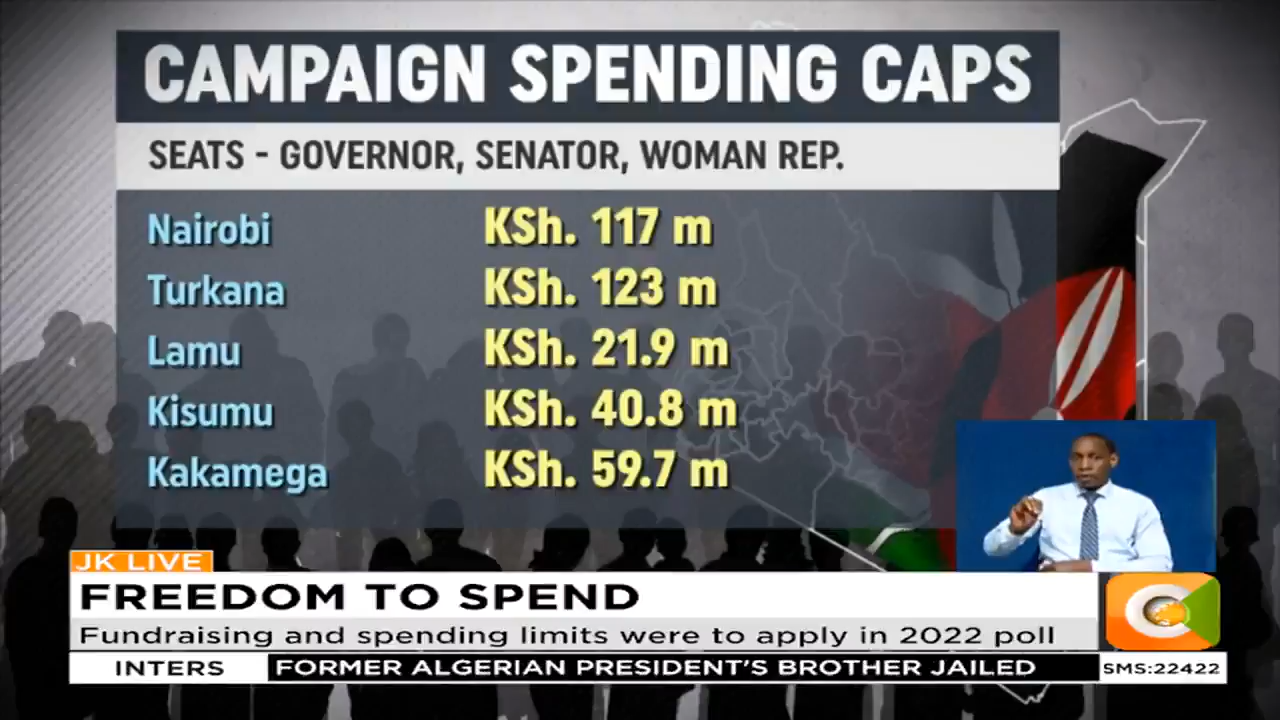 CAMPAIGN SPENDING CAPS
SEATS - GOVERNOR, SENATOR, WOMAN REP.
Nairobi KSh. 117 m
Turkana KSh. 123 m
Lamu KSh. 21.9 m
Kisumu KSh. 40.8 m
Kakamega KSh. 59.7 m
JK LIVE
FREEDOM TO SPEND
Fundraising and spending limits were to apply in 2022 poll
INTERS FORMER ALGERIAN PRESIDENT'S BROTHER JAILED SMS:22422